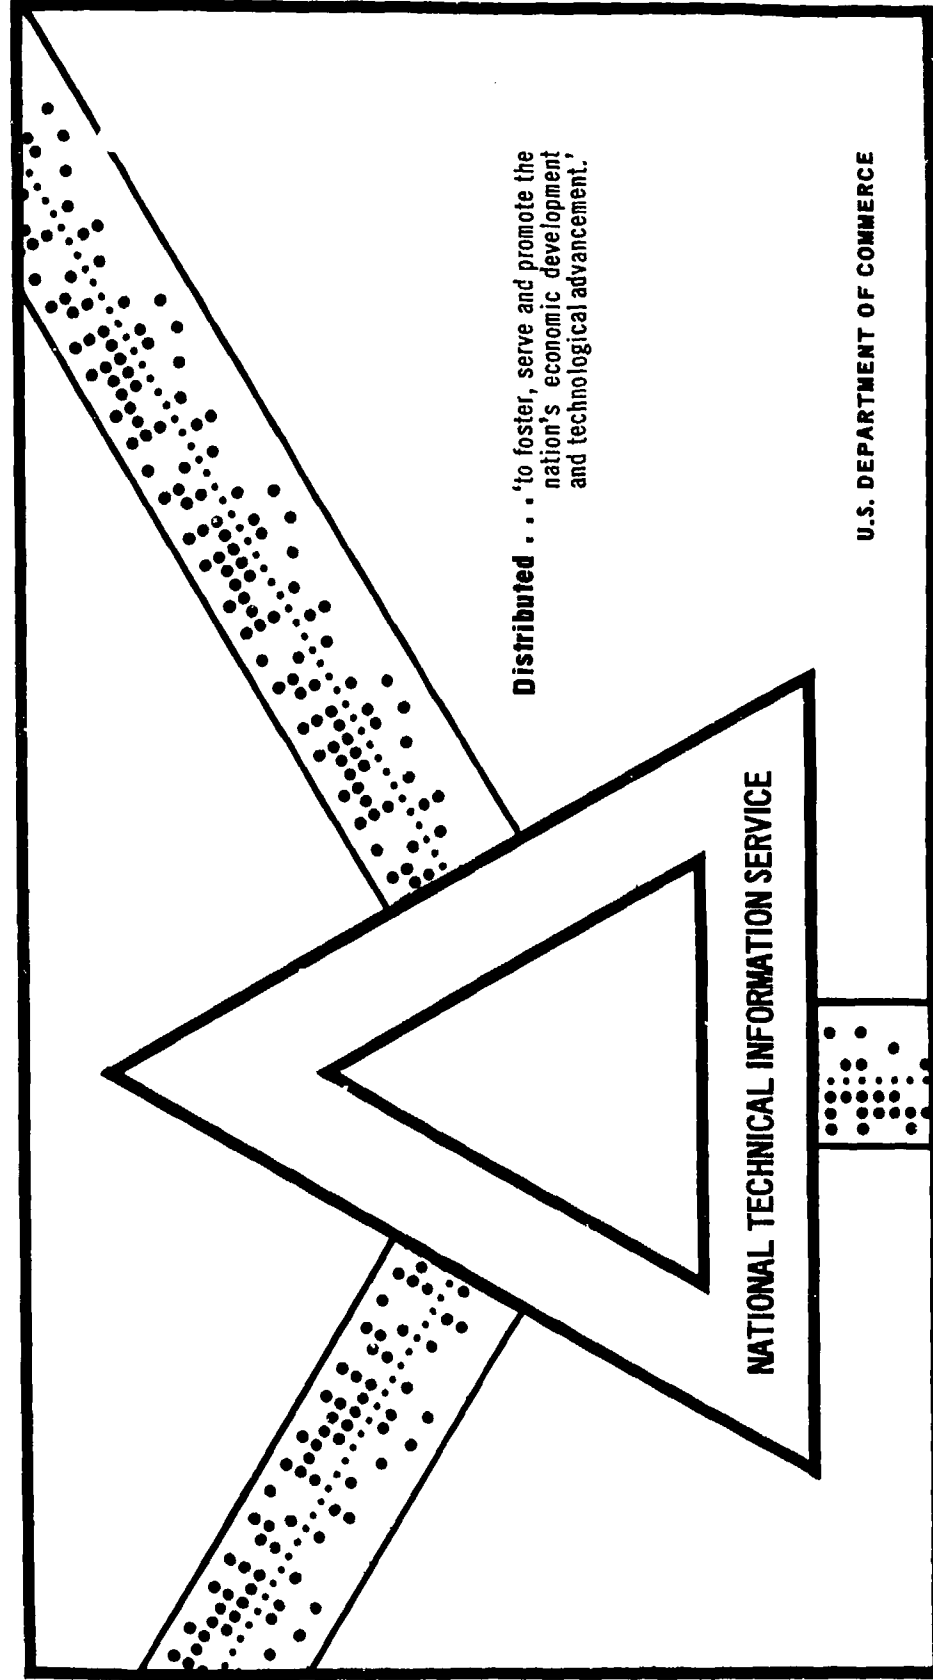 Distributed . . . 'to foster, serve and promote the
nation's economic development
and technological advancement.'
U.S. DEPARTMENT OF COMMERCE
NATIONAL TECHNICAL INFORMATION SERVICE